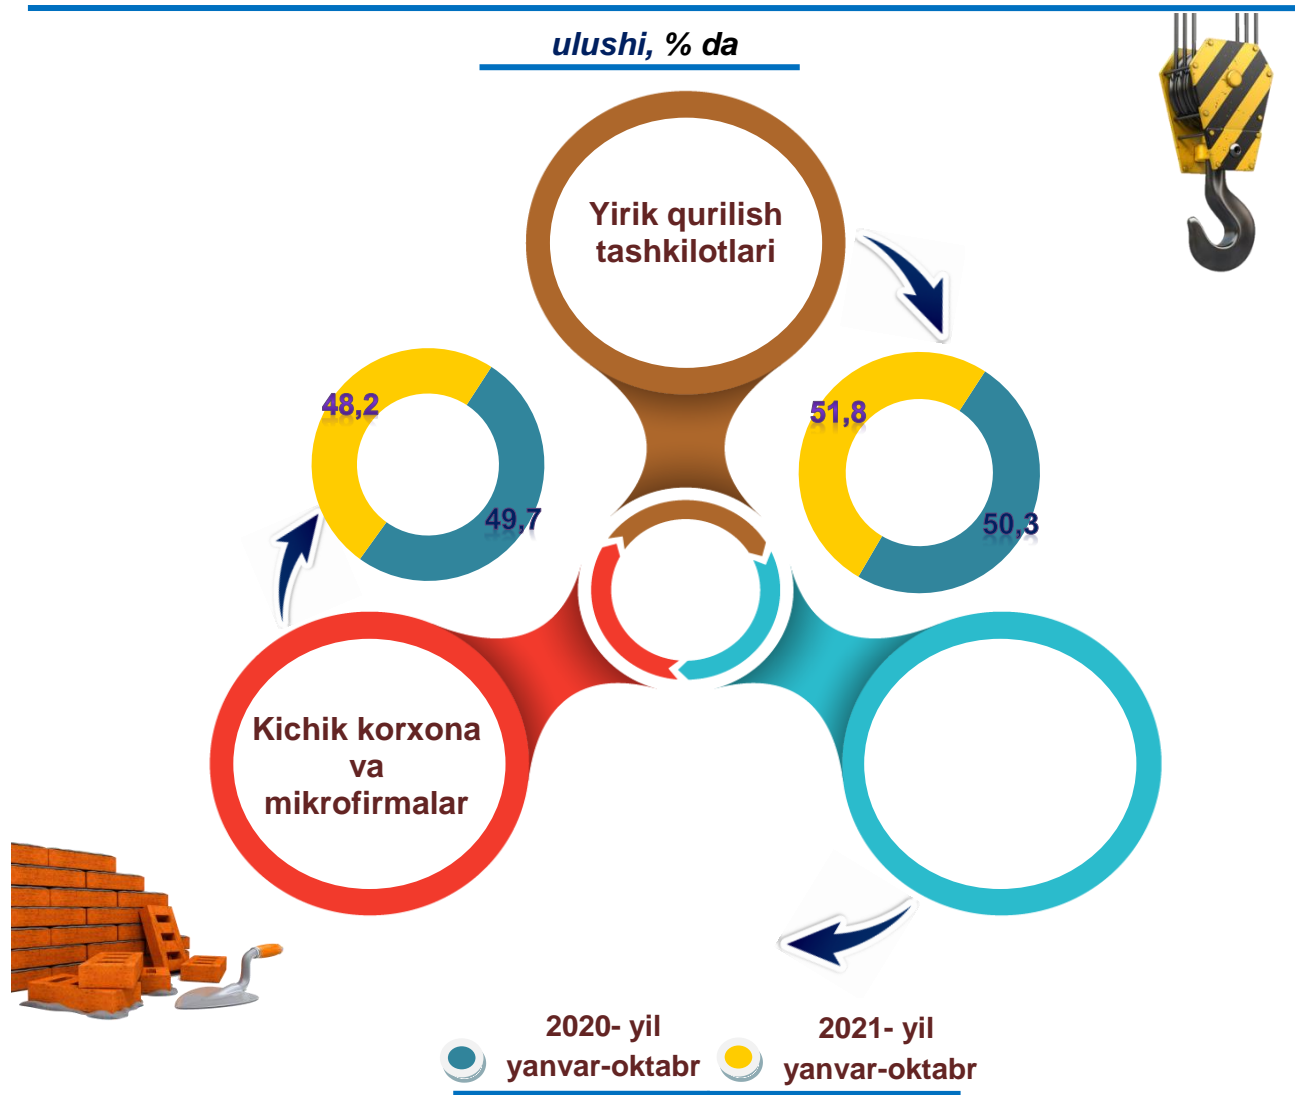 ulushi, % da
Yirik qurilish
tashkilotlari
48,2
49,7
51,8
50,3
Kichik korxona
va
mikrofirmalar
2020- yil
yanvar-oktabr
2021- yil
yanvar-oktabr